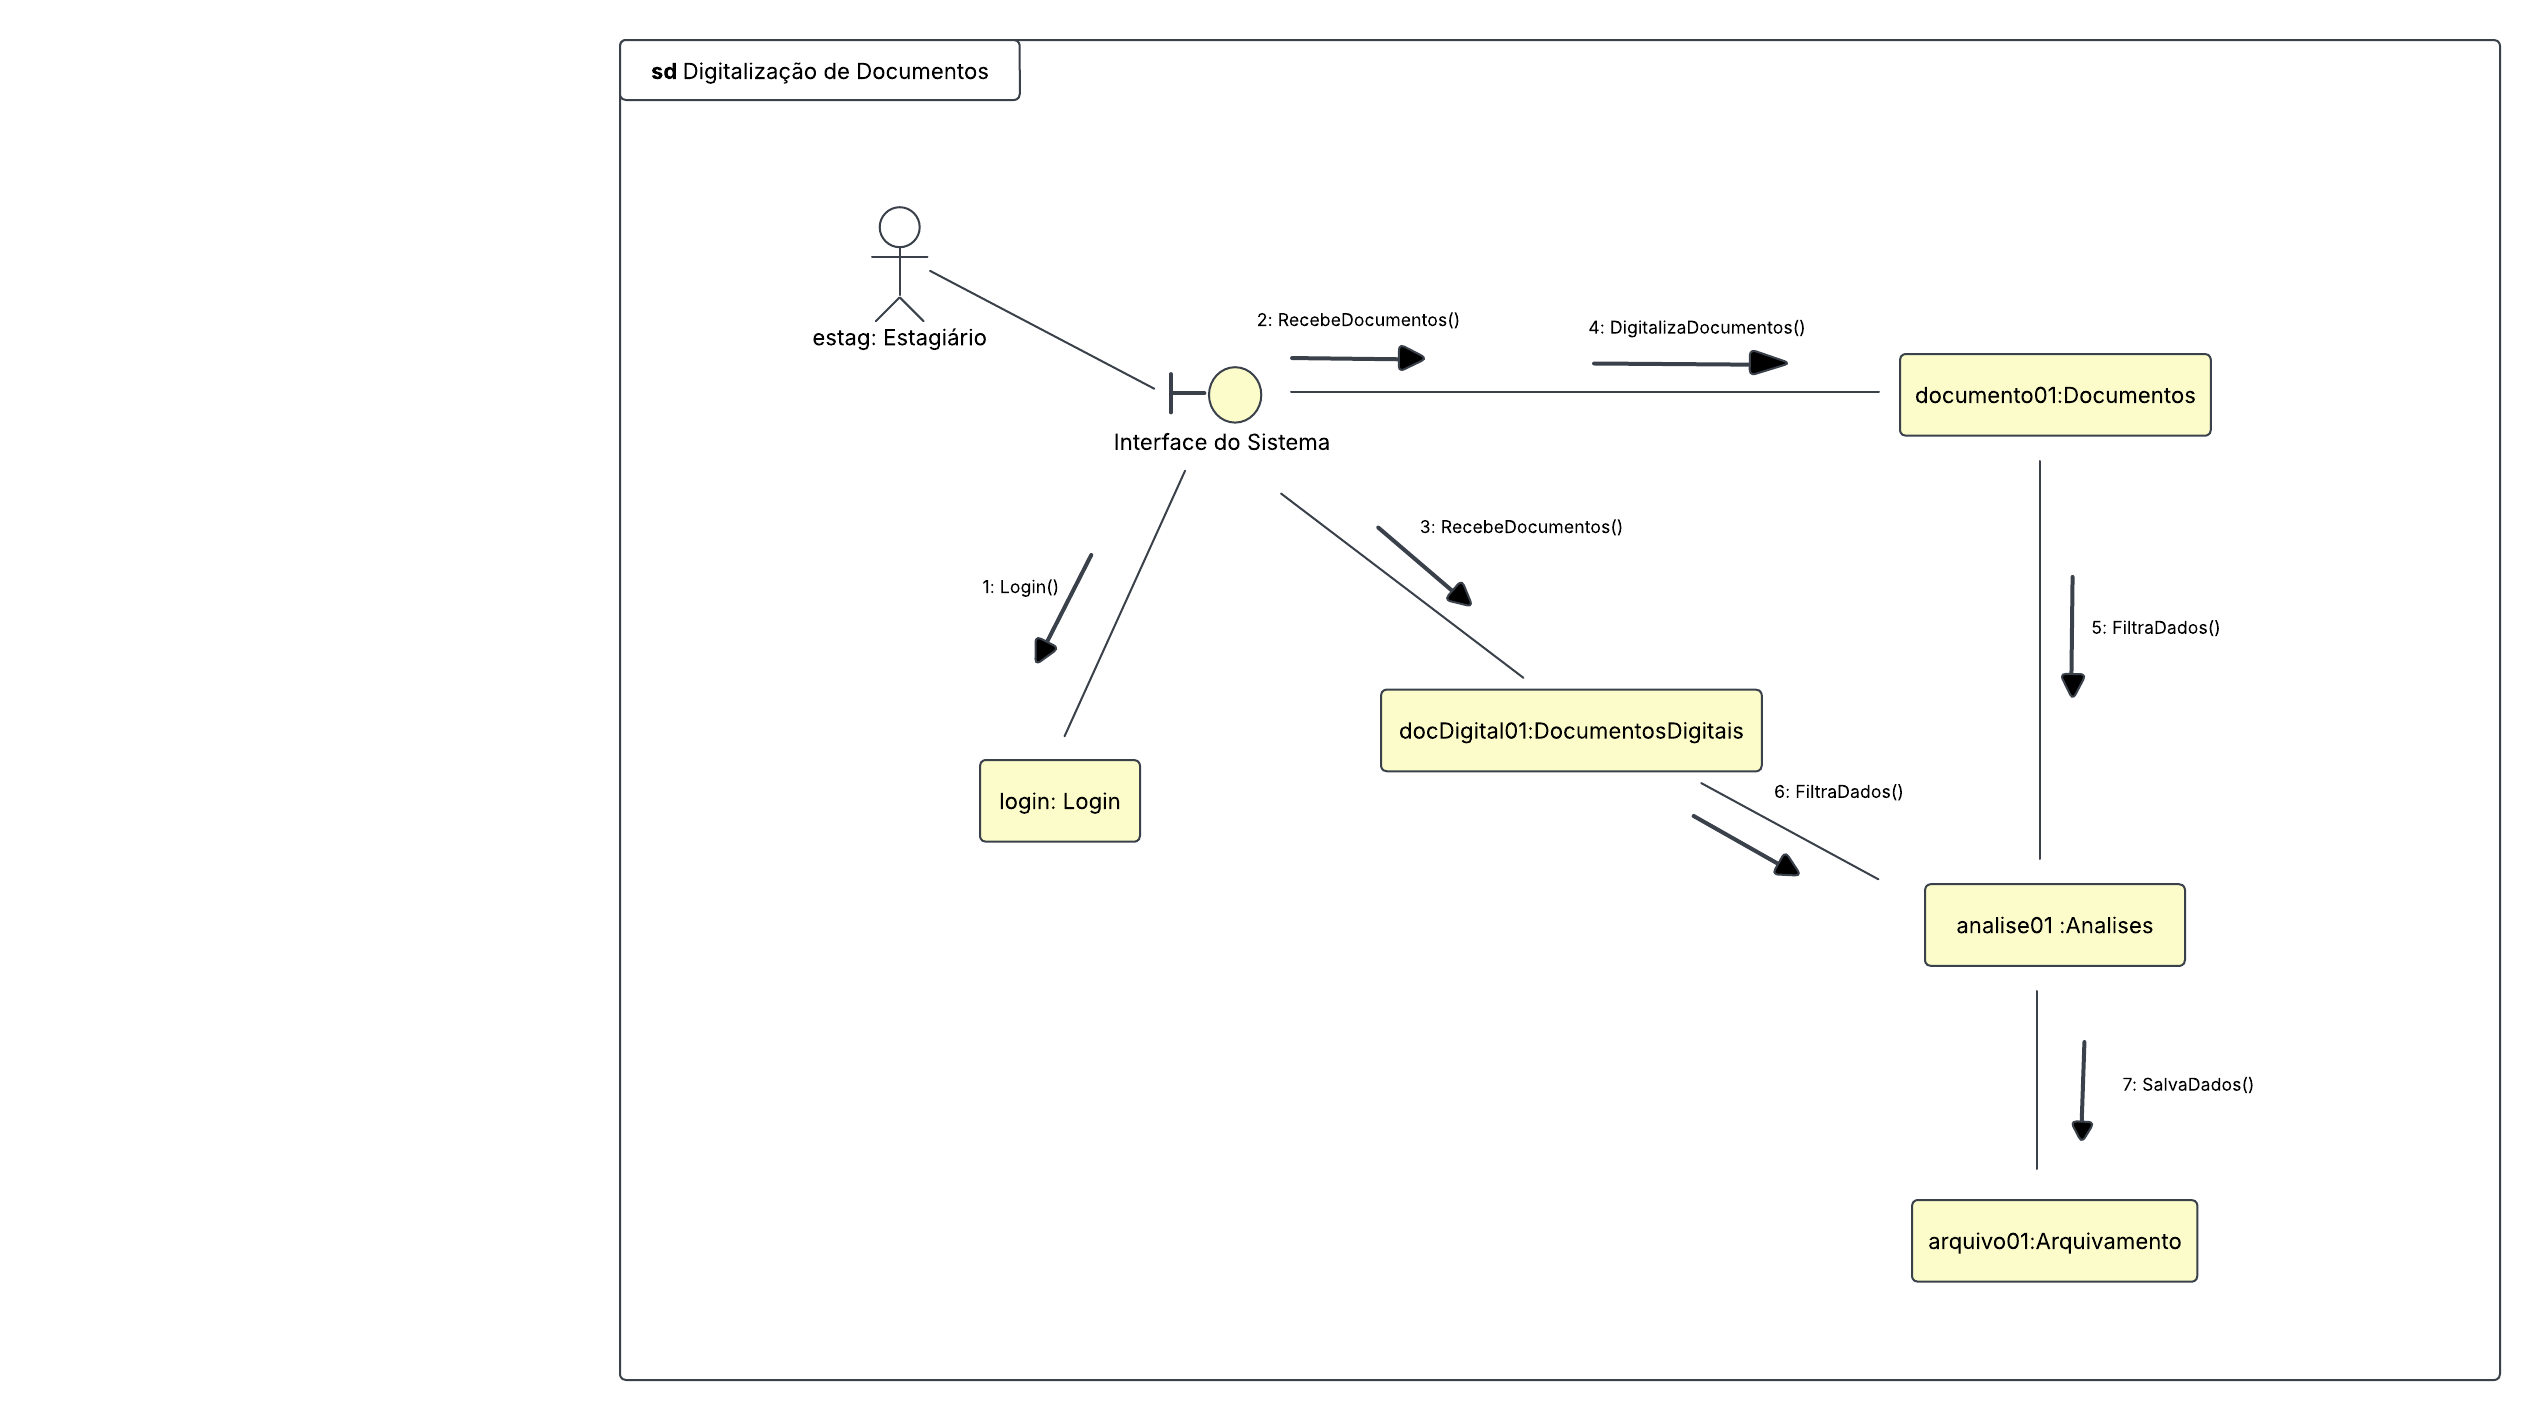 sd Digitalização de Documentos
estag: Estagiário
2: RecebeDocumentos()
4: DigitalizaDocumentos()
documento01:Documentos
Interface do Sistema
3: RecebeDocumentos()
1: Login()
5: FiltraDados()
docDigital01:DocumentosDigitais
login: Login
6: FiltraDados()
analise01 :Analises
7: SalvaDados()
arquivo01:Arquivamento